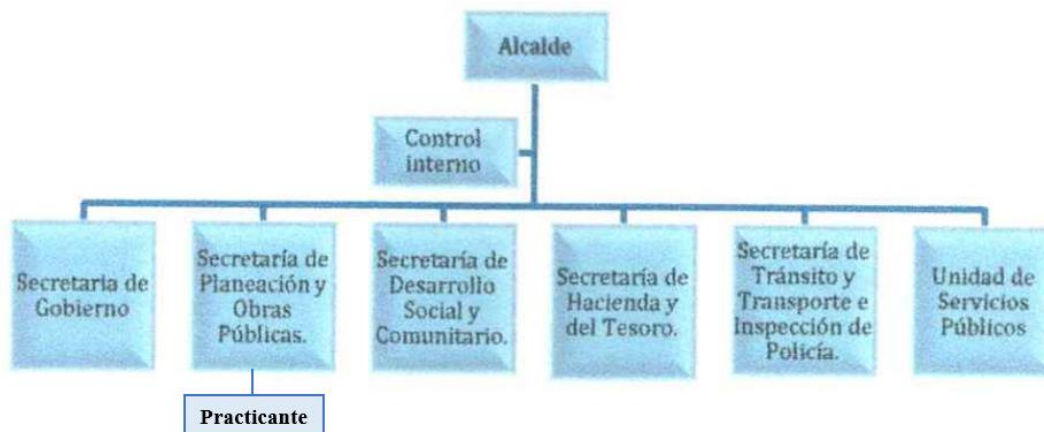 Alcalde
Control
interno
Secretaria de
Gobierno
Secretaría de
Planeación y
Obras
Públicas.
Secretaría de
Desarrollo
Social y
Comunitario.
Secretaría de
Hacienda y
del Tesoro.
Secretaría de
Tránsito y
Transporte e
Inspección de
Policía.
Unidad de
Servicios
Públicos
Practicante